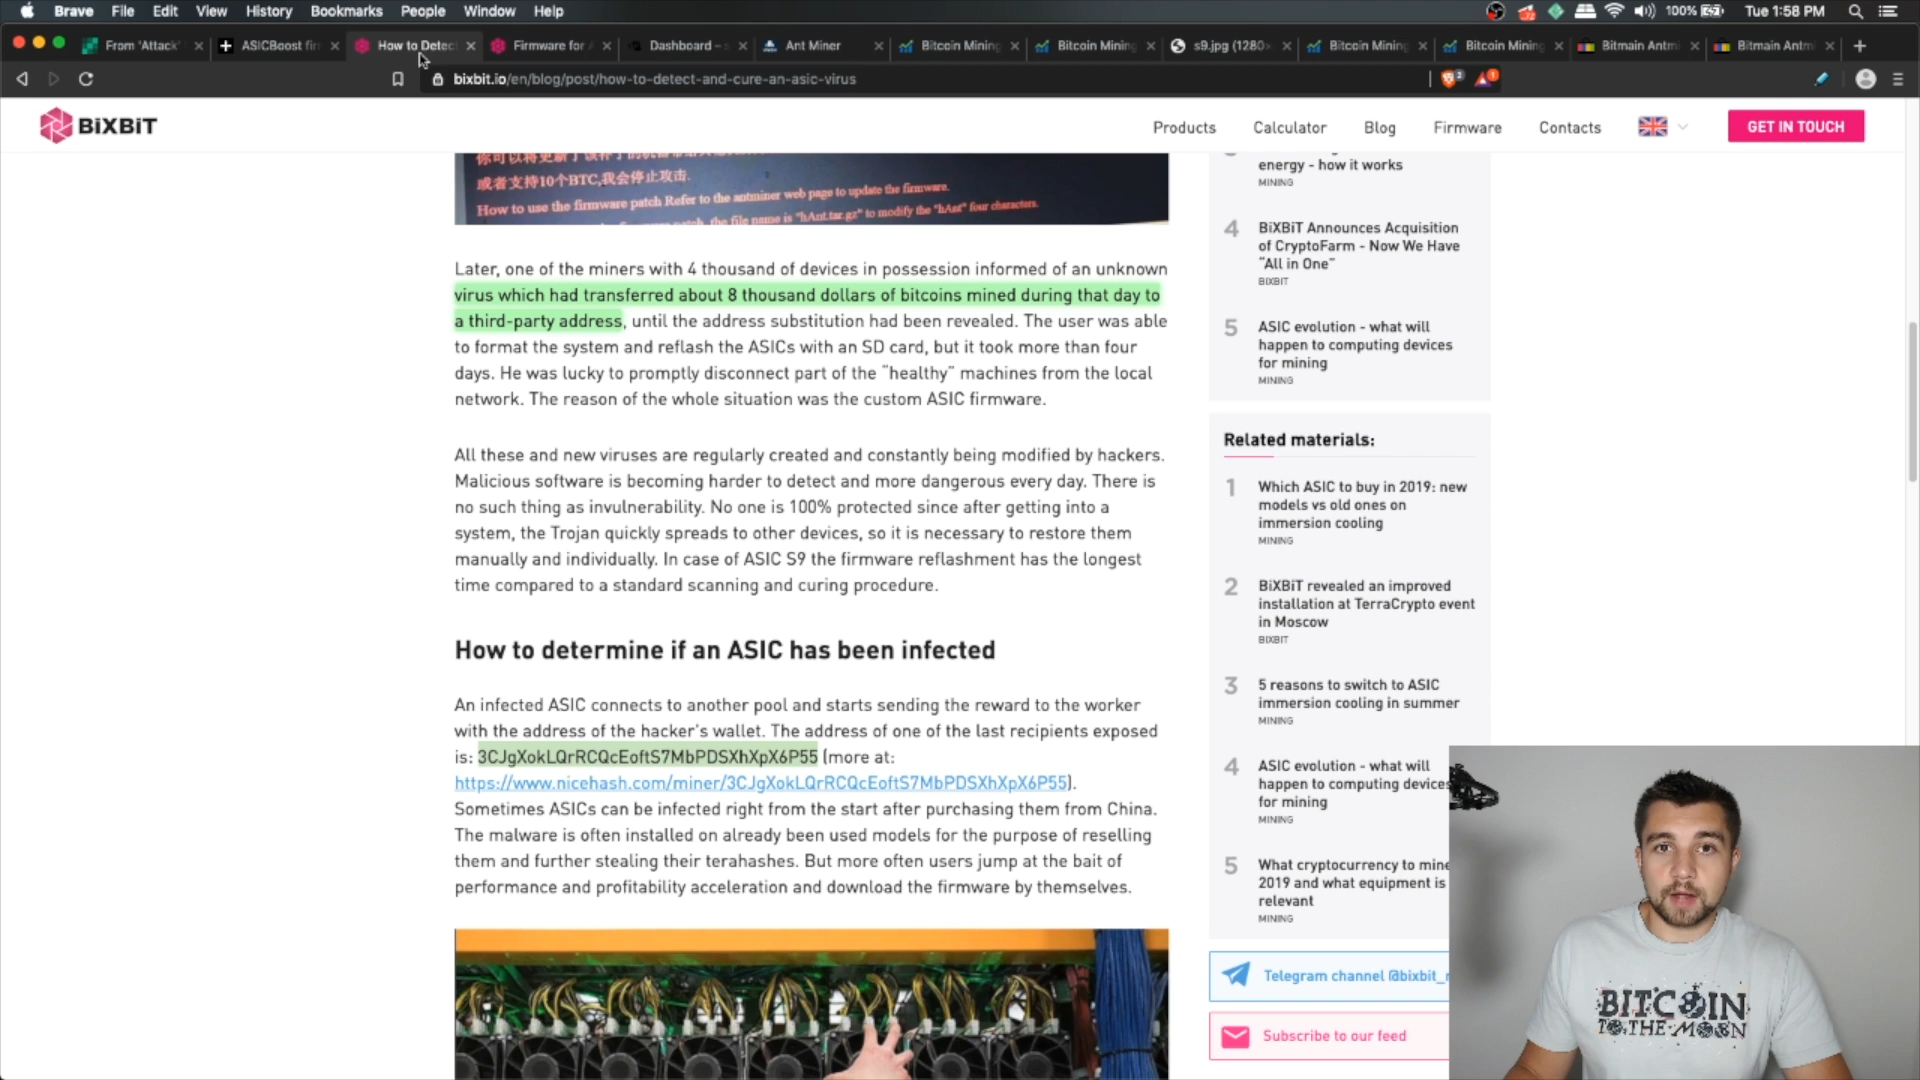 Brave File Edit View History Bookmarks People Window Help 100% Tue 1:58 PM
From 'Attack' ASICBoost fir How to Detec Firmware for Dashboard – Ant Miner Bitcoin Mining Bitcoin Mining s9.jpg (1280× Bitcoin Mining Bitcoin Mining Bitmain Antmi Bitmain Antmi
bixbit.io/en/blog/post/how-to-detect-and-cure-an-asic-virus
BiXBiT Products Calculator Blog Firmware Contacts GET IN TOUCH
或者支持10个BTC,我会停止攻击.
How to use the firmware patch Refer to the antminer web page to update the firmware.
patch, the file name is "hAnt.tar.gz" to modify the "hAnt" four characters.
Later, one of the miners with 4 thousand of devices in possession informed of an unknown
virus which had transferred about 8 thousand dollars of bitcoins mined during that day to
a third-party address, until the address substitution had been revealed. The user was able
to format the system and reflash the ASICs with an SD card, but it took more than four
days. He was lucky to promptly disconnect part of the "healthy" machines from the local
network. The reason of the whole situation was the custom ASIC firmware.
All these and new viruses are regularly created and constantly being modified by hackers.
Malicious software is becoming harder to detect and more dangerous every day. There is
no such thing as invulnerability. No one is 100% protected since after getting into a
system, the Trojan quickly spreads to other devices, so it is necessary to restore them
manually and individually. In case of ASIC S9 the firmware reflashment has the longest
time compared to a standard scanning and curing procedure.
How to determine if an ASIC has been infected
An infected ASIC connects to another pool and starts sending the reward to the worker
with the address of the hacker's wallet. The address of one of the last recipients exposed
is: 3CJgXokLQrRCQcEoftS7MbPDSXhXpX6P55 (more at:
https://www.nicehash.com/miner/3CJgXokLQrRCQcEoftS7MbPDSXhXpX6P55).
Sometimes ASICs can be infected right from the start after purchasing them from China.
The malware is often installed on already been used models for the purpose of reselling
them and further stealing their terahashes. But more often users jump at the bait of
performance and profitability acceleration and download the firmware by themselves.
energy - how it works
MINING
4 BiXBiT Announces Acquisition
of CryptoFarm - Now We Have
"All in One"
BIXBIT
5 ASIC evolution - what will
happen to computing devices
for mining
MINING
Related materials:
1 Which ASIC to buy in 2019: new
models vs old ones on
immersion cooling
MINING
2 BiXBiT revealed an improved
installation at TerraCrypto event
in Moscow
BIXBIT
3 5 reasons to switch to ASIC
immersion cooling in summer
MINING
4 ASIC evolution - what will
happen to computing devices
for mining
MINING
5 What cryptocurrency to mine
2019 and what equipment is
relevant
MINING
Telegram channel @bixbit_
Subscribe to our feed
BITCOIN
TO THE MOON